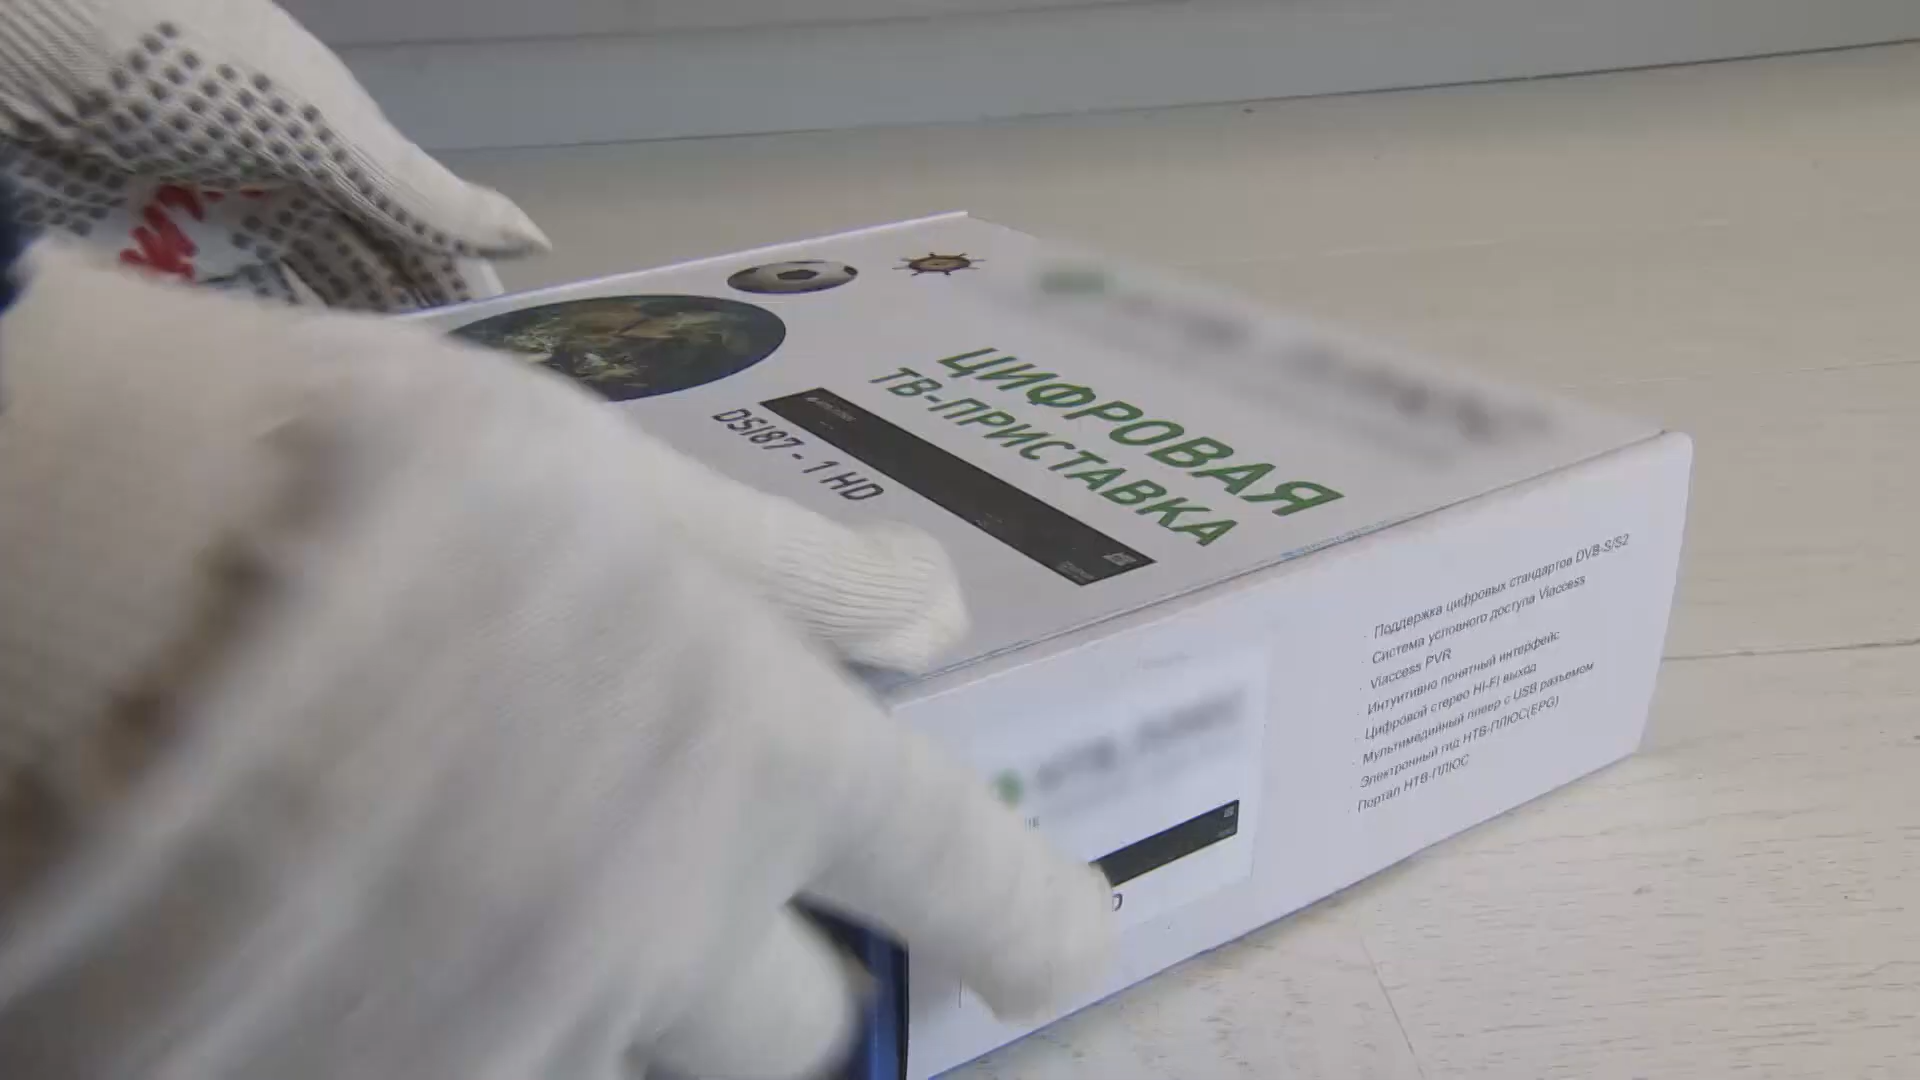 ЦИФРОВАЯ
ТВ-ПРИСТАВКА
DSI87 - 1 HD
· Поддержка цифровых стандартов DVB-S/S2
· Система условного доступа Viaccess
· Viaccess PVR
· Интуитивно понятный интерфейс
· Цифровой стерео HI-FI выход
· Мультимедийный плеер с USB разъемом
· Электронный гид НТВ-ПЛЮС(EPG)
· Портал НТВ-ПЛЮС